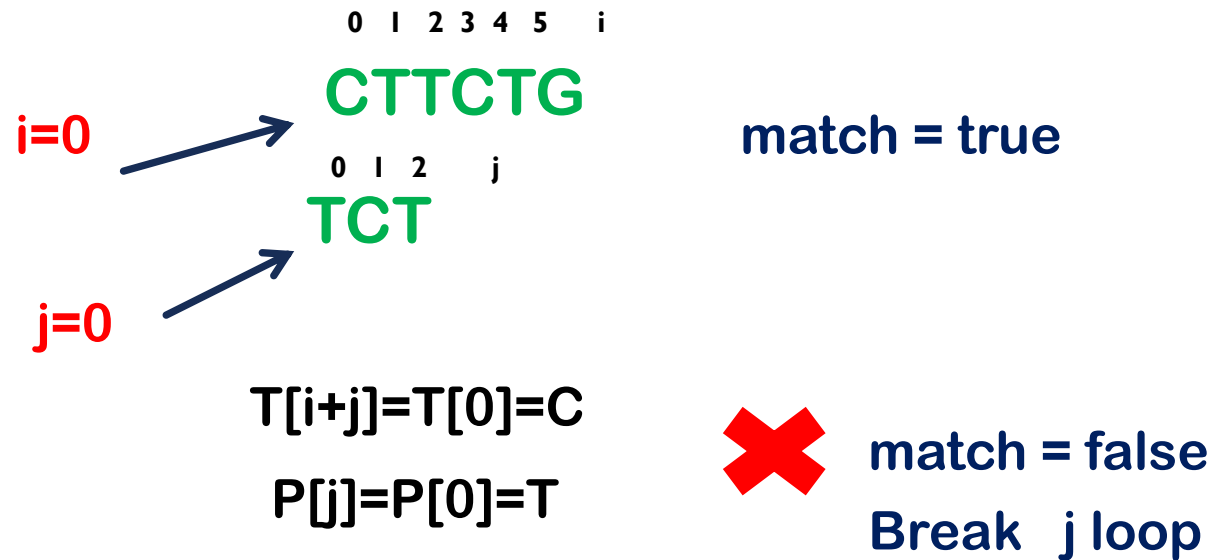 0 1 2 3 4 5 i
CTTCTG
i=0
match = true
0 1 2 j
TCT
j=0
T[i+j]=T[0]=C
P[j]=P[0]=T
match = false
Break j loop